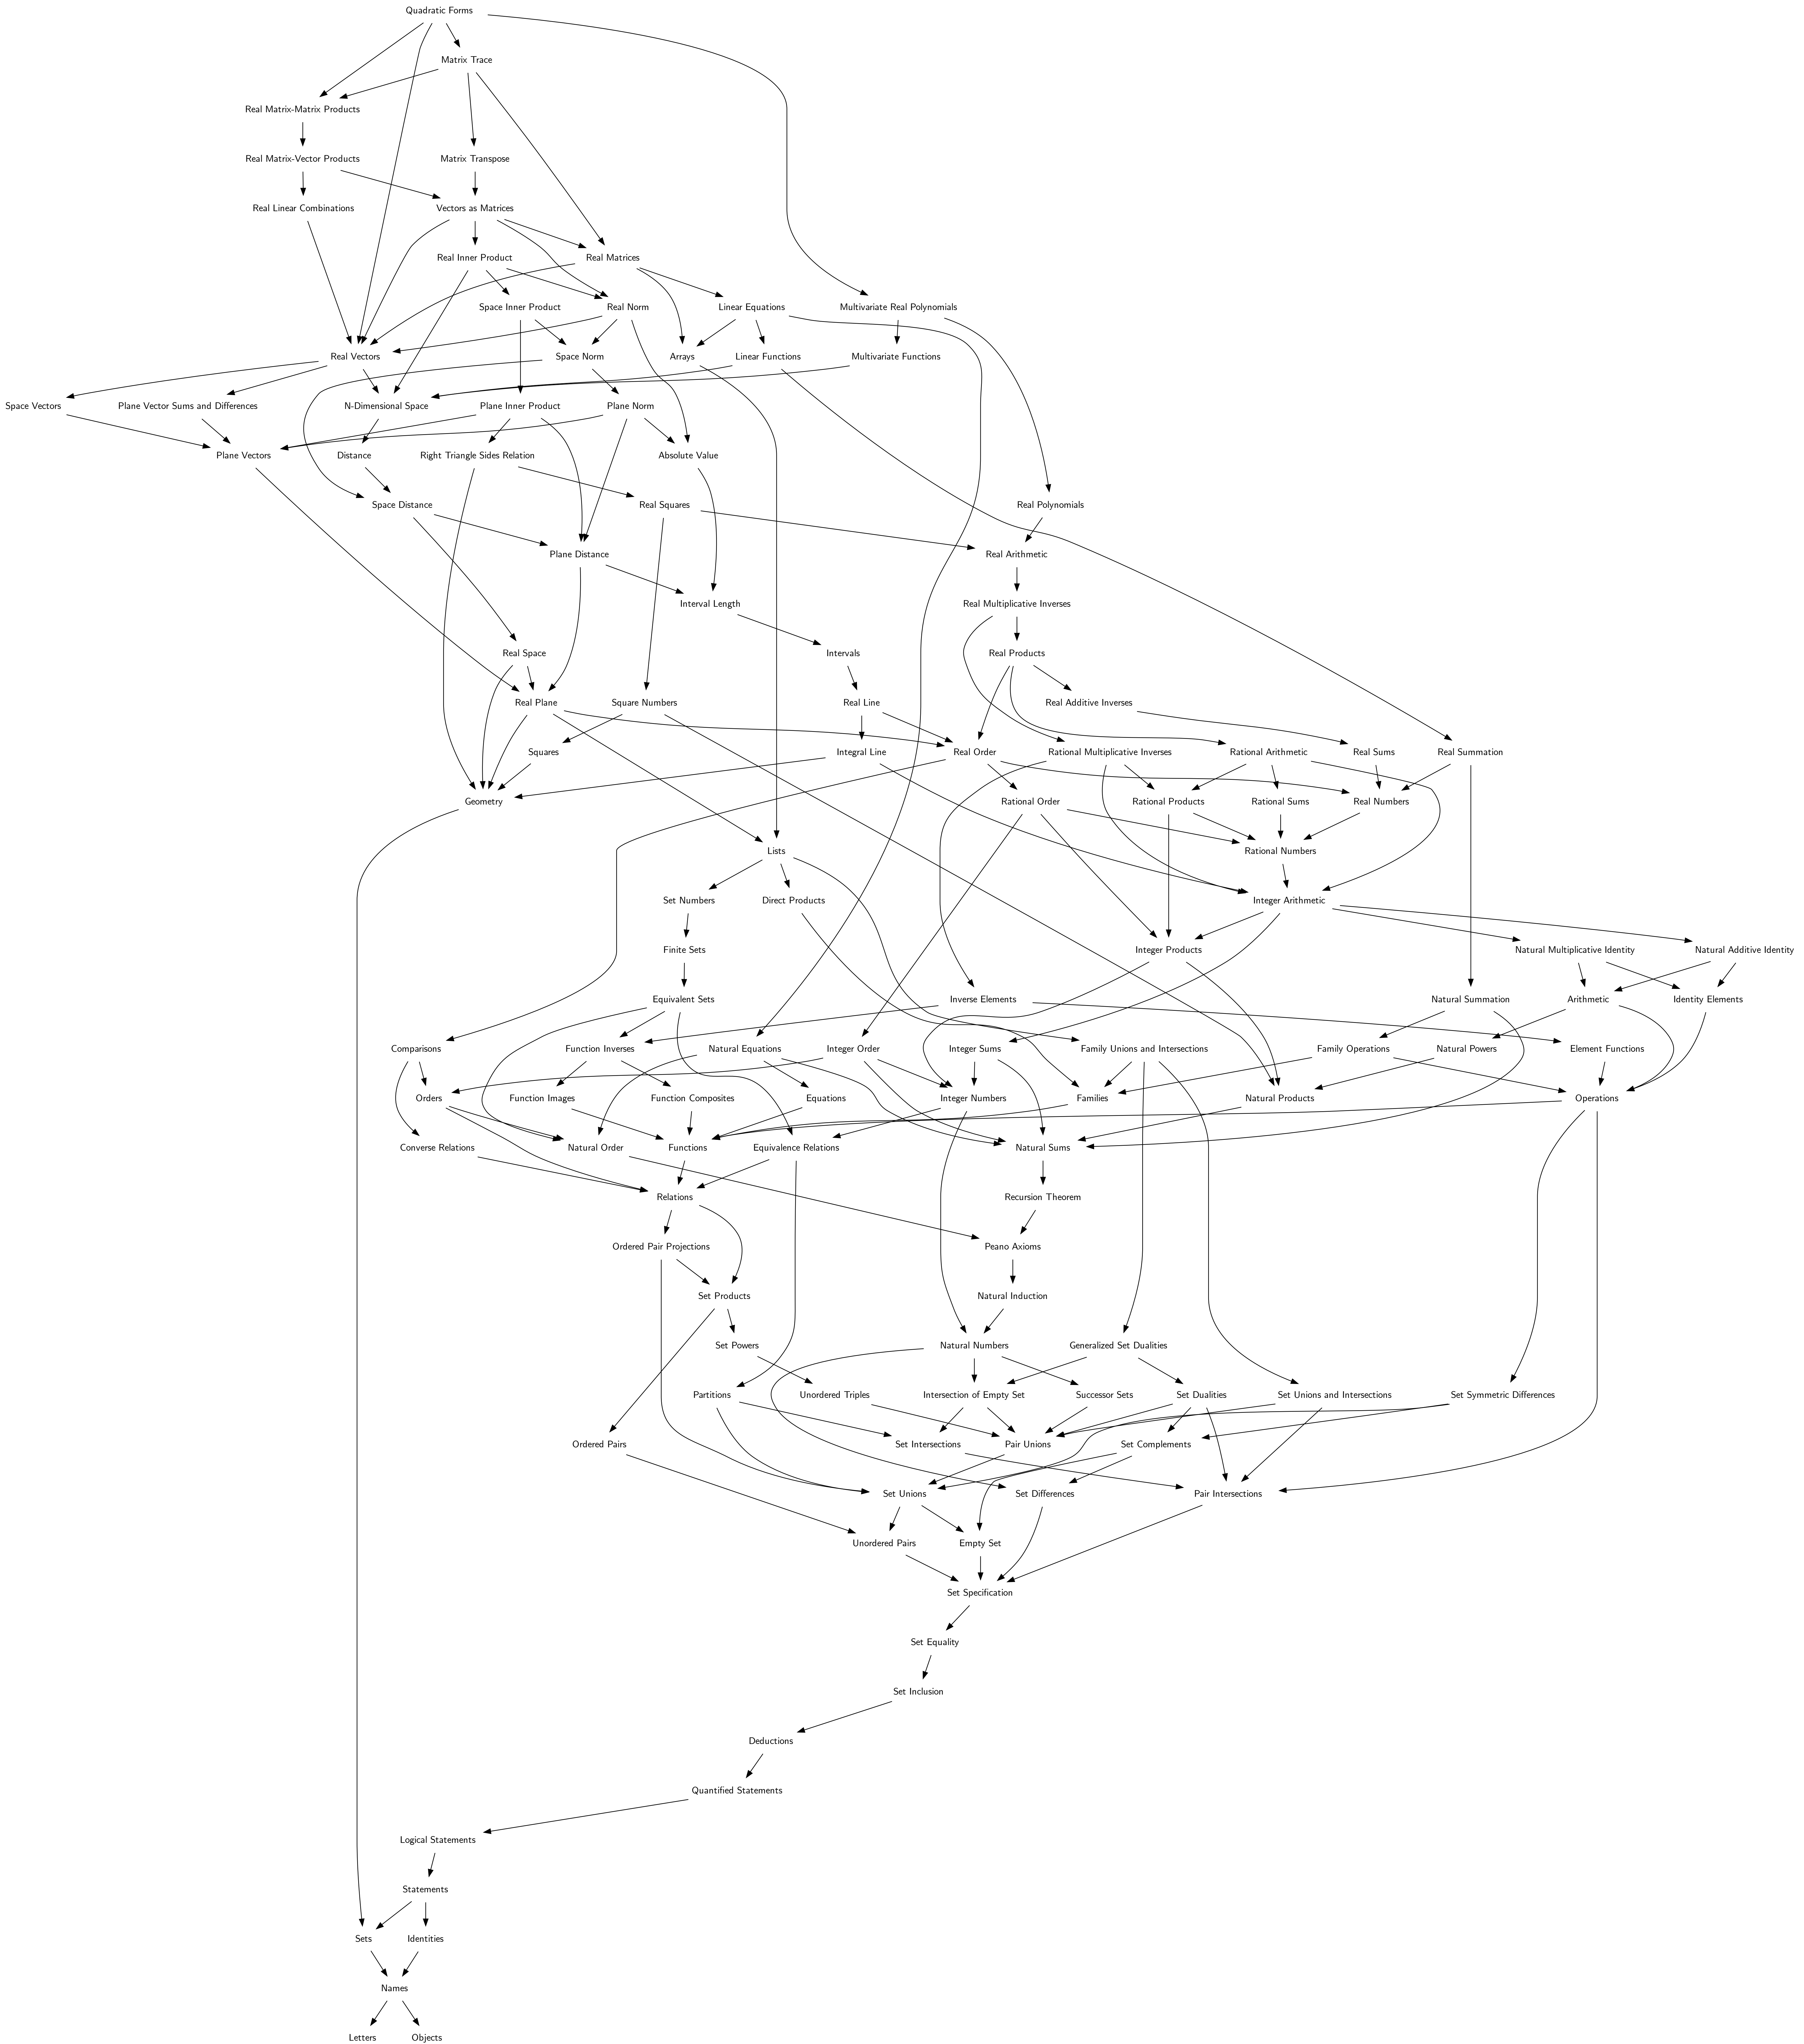 Quadratic Forms
Matrix Trace
Real Matrix-Matrix Products
Real Matrix-Vector Products
Matrix Transpose
Real Linear Combinations
Vectors as Matrices
Real Inner Product
Real Matrices
Space Inner Product
Real Norm
Linear Equations
Multivariate Real Polynomials
Real Vectors
Space Norm
Arrays
Linear Functions
Multivariate Functions
Space Vectors
Plane Vector Sums and Differences
N-Dimensional Space
Plane Inner Product
Plane Norm
Plane Vectors
Distance
Right Triangle Sides Relation
Absolute Value
Space Distance
Real Squares
Real Polynomials
Plane Distance
Real Arithmetic
Interval Length
Real Multiplicative Inverses
Real Space
Intervals
Real Products
Real Plane
Square Numbers
Real Line
Real Additive Inverses
Squares
Integral Line
Real Order
Rational Multiplicative Inverses
Rational Arithmetic
Real Sums
Real Summation
Geometry
Rational Order
Rational Products
Rational Sums
Real Numbers
Lists
Rational Numbers
Set Numbers
Direct Products
Integer Arithmetic
Finite Sets
Integer Products
Natural Multiplicative Identity
Natural Additive Identity
Equivalent Sets
Inverse Elements
Natural Summation
Arithmetic
Identity Elements
Comparisons
Function Inverses
Natural Equations
Integer Order
Integer Sums
Family Unions and Intersections
Family Operations
Natural Powers
Element Functions
Orders
Function Images
Function Composites
Equations
Integer Numbers
Families
Natural Products
Operations
Converse Relations
Natural Order
Functions
Equivalence Relations
Natural Sums
Relations
Recursion Theorem
Ordered Pair Projections
Peano Axioms
Set Products
Natural Induction
Set Powers
Natural Numbers
Generalized Set Dualities
Partitions
Unordered Triples
Intersection of Empty Set
Successor Sets
Set Dualities
Set Unions and Intersections
Set Symmetric Differences
Ordered Pairs
Set Intersections
Pair Unions
Set Complements
Set Unions
Set Differences
Pair Intersections
Unordered Pairs
Empty Set
Set Specification
Set Equality
Set Inclusion
Deductions
Quantified Statements
Logical Statements
Statements
Sets
Identities
Names
Letters
Objects